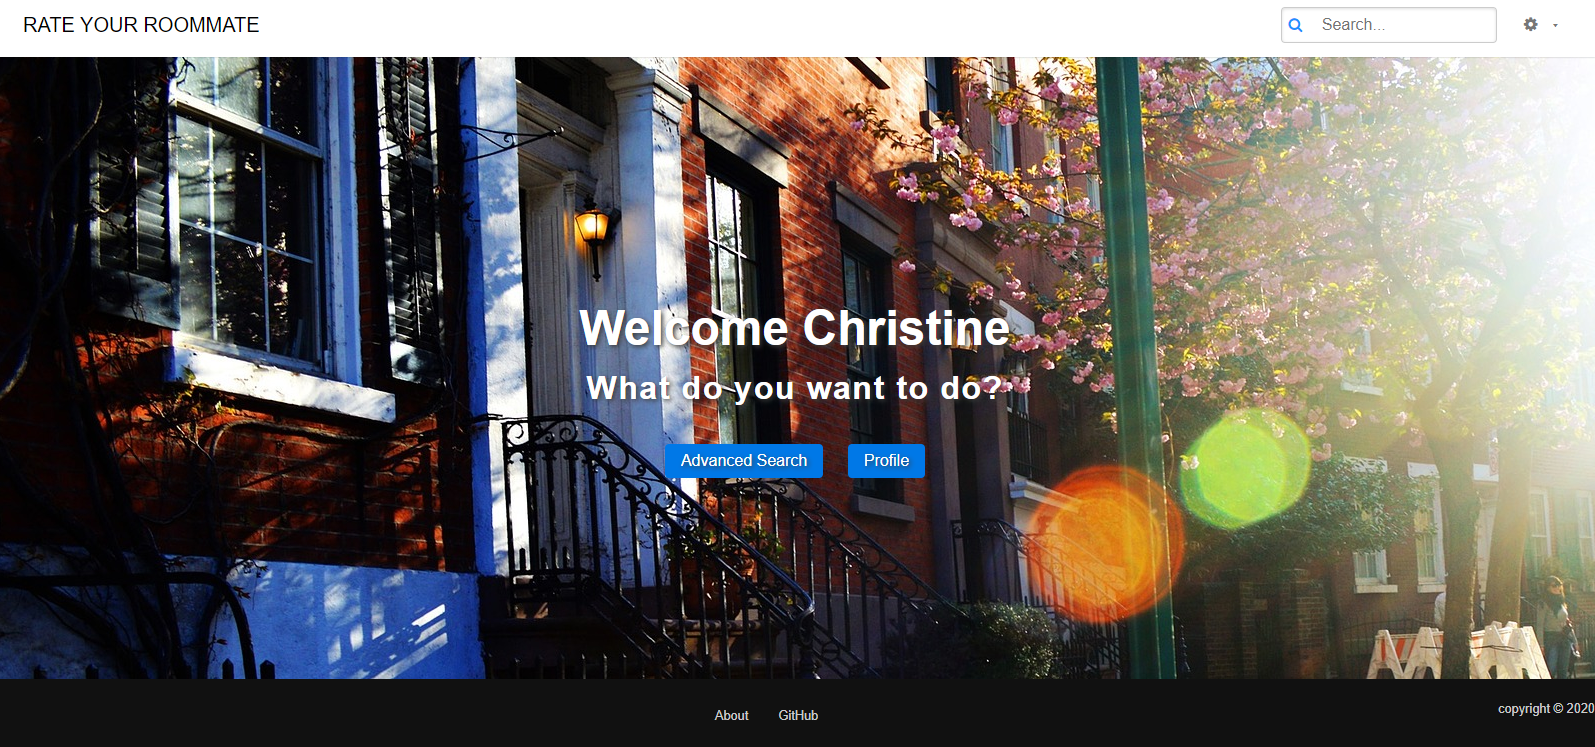 RATE YOUR ROOMMATE
Search...
Welcome Christine
What do you want to do?
Advanced Search
Profile
About
GitHub
copyright © 2020